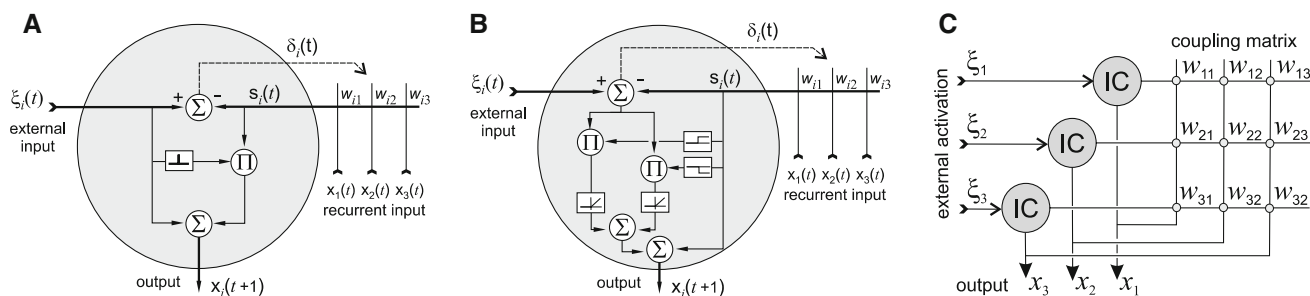 A
δi(t)
ξi(t)
+
Σ
-
si(t)
wi1
wi2
wi3
external
input
Π
x1(t)
x2(t)
x3(t)
recurrent input
Σ
output
xi(t+1)
B
δi(t)
ξi(t)
+
Σ
-
si(t)
wi1
wi2
wi3
external
input
Π
Π
x1(t)
x2(t)
x3(t)
recurrent input
Σ
Σ
output
xi(t+1)
C
coupling matrix
external activation
ξ1
IC
w11
w12
w13
ξ2
IC
w21
w22
w23
ξ3
IC
w31
w32
w32
output
x3
x2
x1